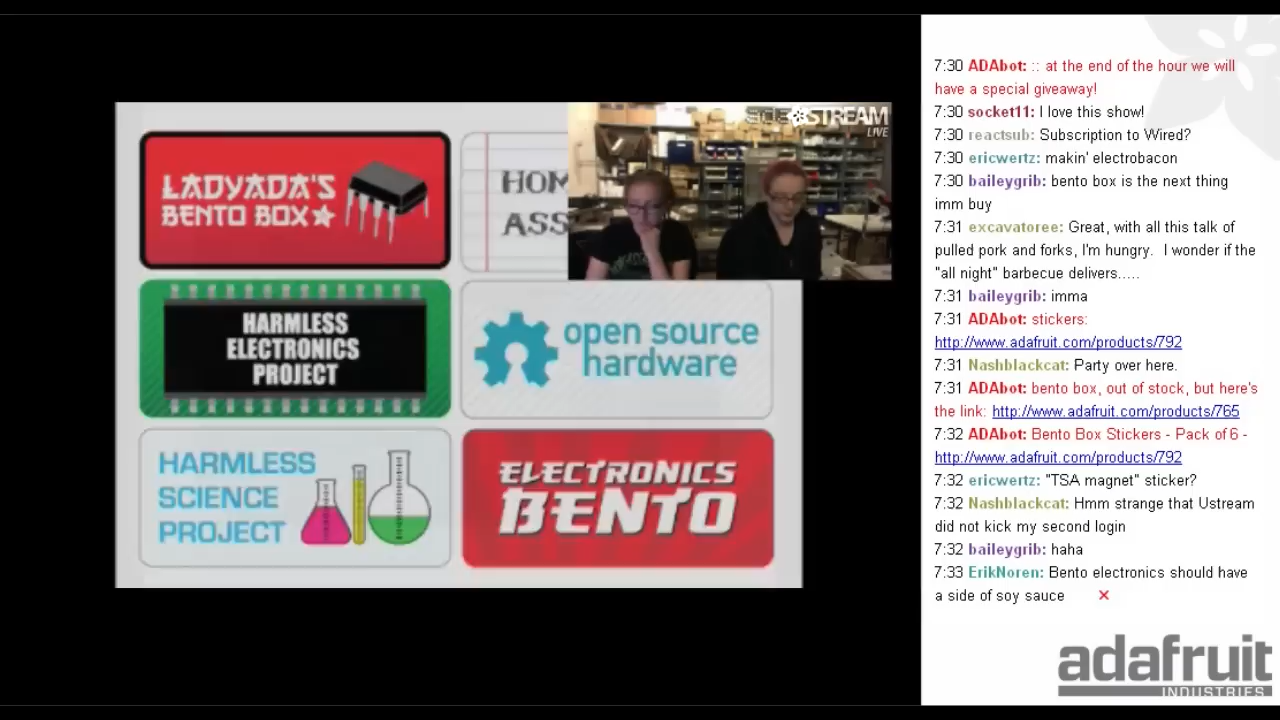 LADYADA'S
BENTO BOX★
HOM
ASS
STREAM
LIVE
HARMLESS
ELECTRONICS
PROJECT
open source
hardware
HARMLESS
SCIENCE
PROJECT
ELECTRONICS
BENTO
7:30 ADAbot: :: at the end of the hour we will
have a special giveaway!
7:30 socket11: I love this show!
7:30 reactsub: Subscription to Wired?
7:30 ericwertz: makin' electrobacon
7:30 baileygrib: bento box is the next thing
imm buy
7:31 excavatoree: Great, with all this talk of
pulled pork and forks, I'm hungry. I wonder if the
"all night" barbecue delivers.....
7:31 baileygrib: imma
7:31 ADAbot: stickers:
http://www.adafruit.com/products/792
7:31 Nashblackcat: Party over here.
7:31 ADAbot: bento box, out of stock, but here's
the link: http://www.adafruit.com/products/765
7:32 ADAbot: Bento Box Stickers - Pack of 6 -
http://www.adafruit.com/products/792
7:32 ericwertz: "TSA magnet" sticker?
7:32 Nashblackcat: Hmm strange that Ustream
did not kick my second login
7:32 baileygrib: haha
7:33 ErikNoren: Bento electronics should have
a side of soy sauce
adafruit
INDUSTRIES